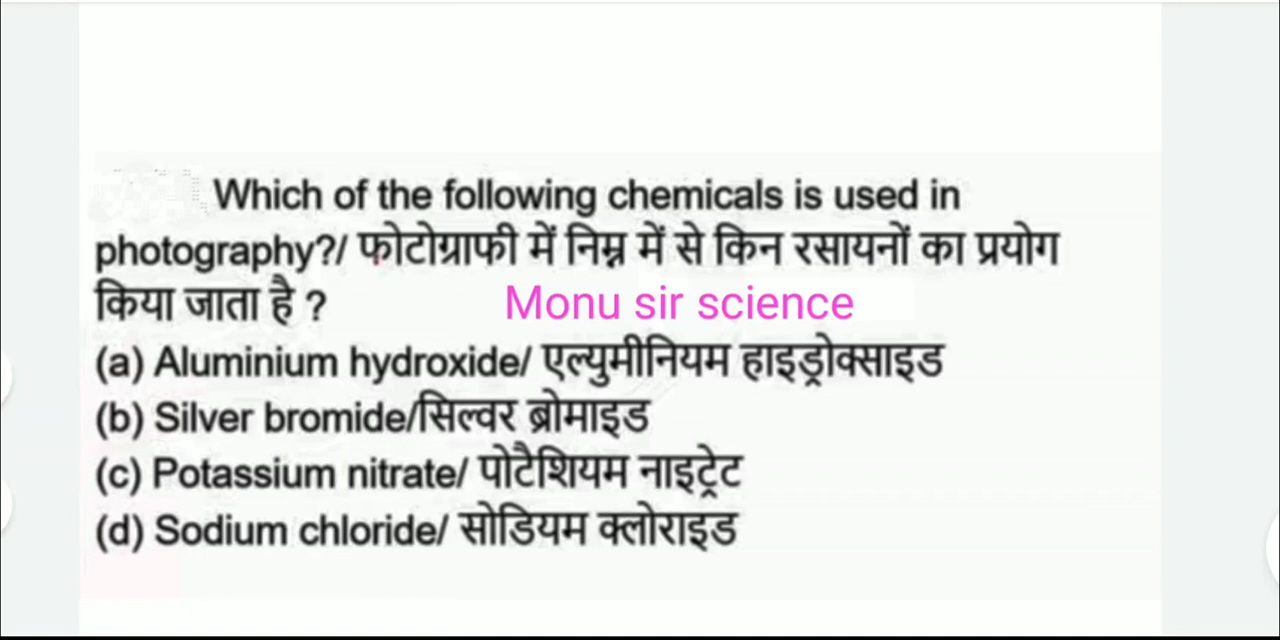 Which of the following chemicals is used in
photography?/ फोटोग्राफी में निम्न में से किन रसायनों का प्रयोग
किया जाता है ?
Monu sir science
(a) Aluminium hydroxide/ एल्युमीनियम हाइड्रोक्साइड
(b) Silver bromide/सिल्वर ब्रोमाइड
(c) Potassium nitrate/ पोटैशियम नाइट्रेट
(d) Sodium chloride/ सोडियम क्लोराइड